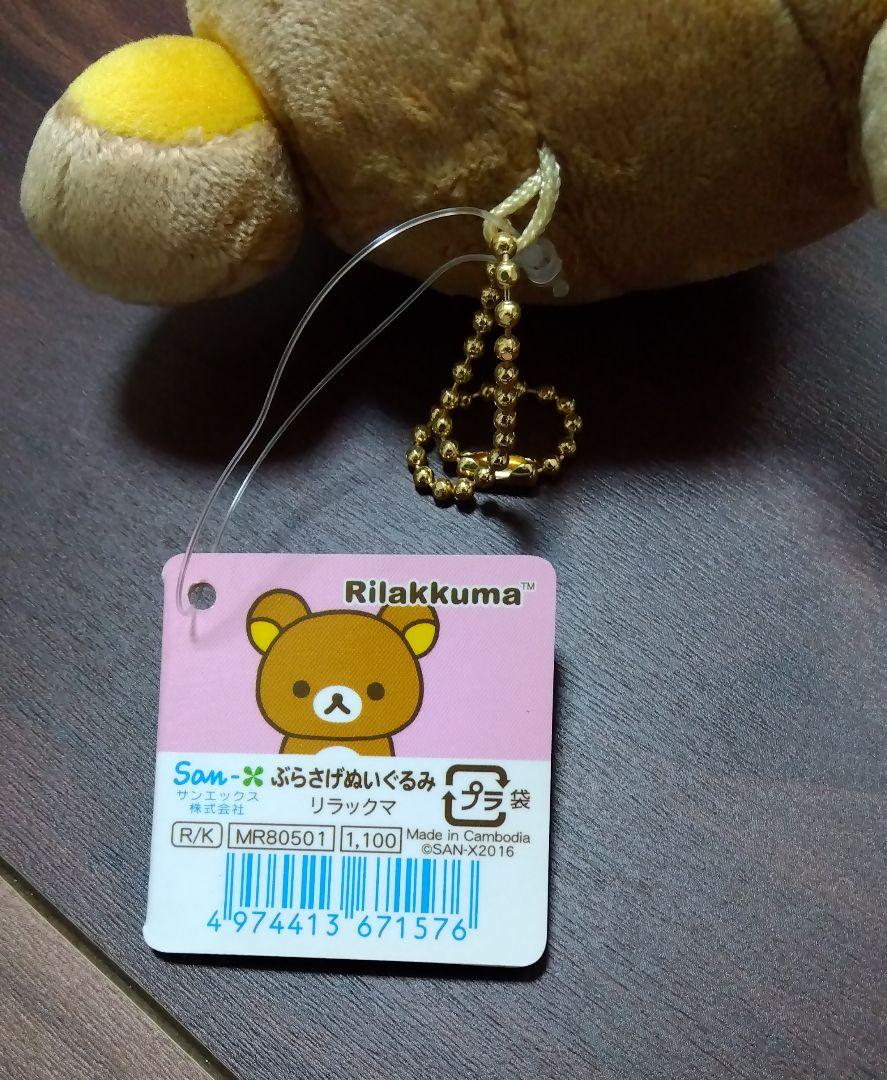 Rilakkuma™
San-X ぶらさげぬいぐるみ
サンエックス株式会社
リラックマ
プラ 袋
R/K MR80501 1,100
Made in Cambodia
©SAN-X2016
4 974413 671576